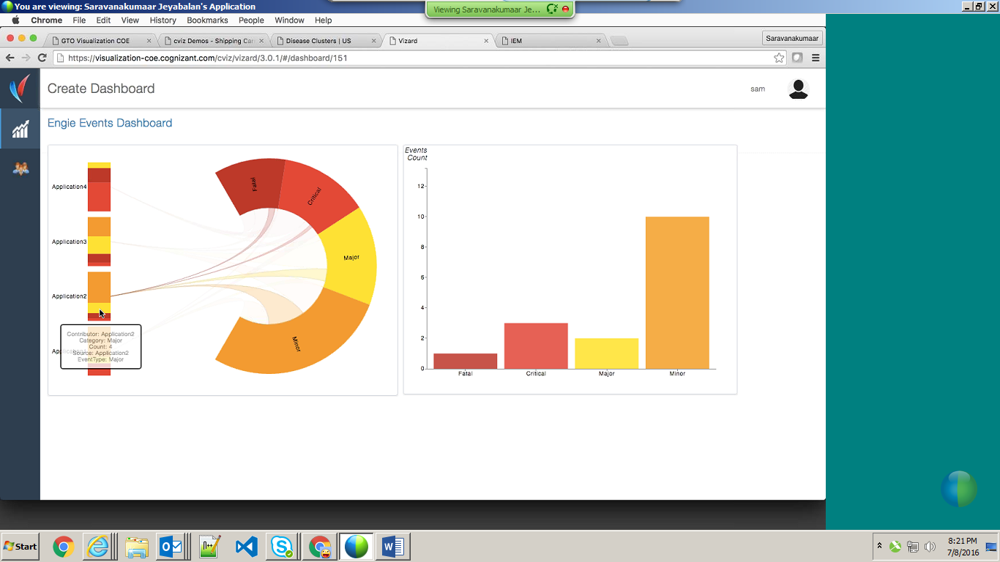 You are viewing: Saravanakumaar Jeyabalan's Application
Viewing Saravanakumaar Je...
Chrome File Edit View History Bookmarks People Window Help
GTO Visualization COE
cviz Demos - Shipping Car
Disease Clusters | US
Vizard
IEM
Saravanakumaar
https://visualization-coe.cognizant.com/cviz/vizard/3.0.1/#/dashboard/151
Create Dashboard
sam
Engie Events Dashboard
Application4
Application3
Application2
Contributor: Application2
Category: Major
Count: 4
Source: Application2
EventType: Major
Fatal
Critical
Major
Minor
Events
Count
12
10
8
6
4
2
0
Fatal
Critical
Major
Minor
Start
8:21 PM
7/8/2016